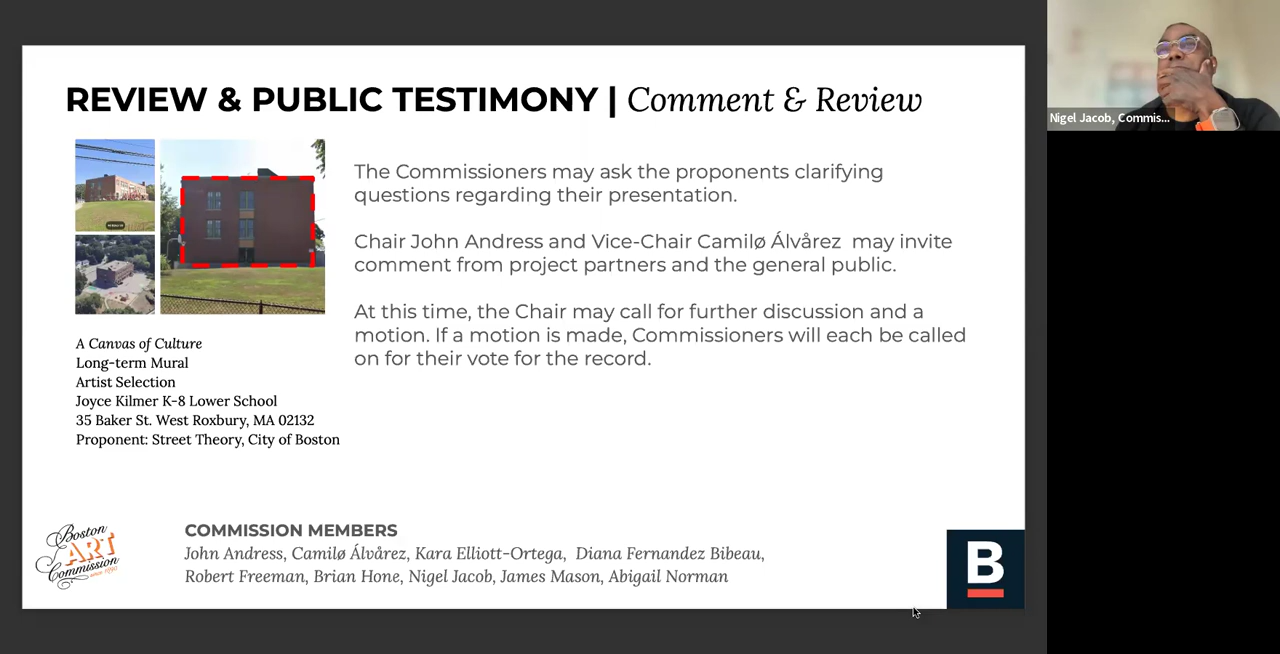 REVIEW & PUBLIC TESTIMONY | Comment & Review
The Commissioners may ask the proponents clarifying
questions regarding their presentation.
Chair John Andress and Vice-Chair Camilø Álvårez  may invite
comment from project partners and the general public.
At this time, the Chair may call for further discussion and a
motion. If a motion is made, Commissioners will each be called
on for their vote for the record.
A Canvas of Culture
Long-term Mural
Artist Selection
Joyce Kilmer K-8 Lower School
35 Baker St. West Roxbury, MA 02132
Proponent: Street Theory, City of Boston
Boston
ART
Commission
since 1890
COMMISSION MEMBERS
John Andress, Camilø Álvårez, Kara Elliott-Ortega,  Diana Fernandez Bibeau,
Robert Freeman, Brian Hone, Nigel Jacob, James Mason, Abigail Norman
B
Nigel Jacob, Commis...